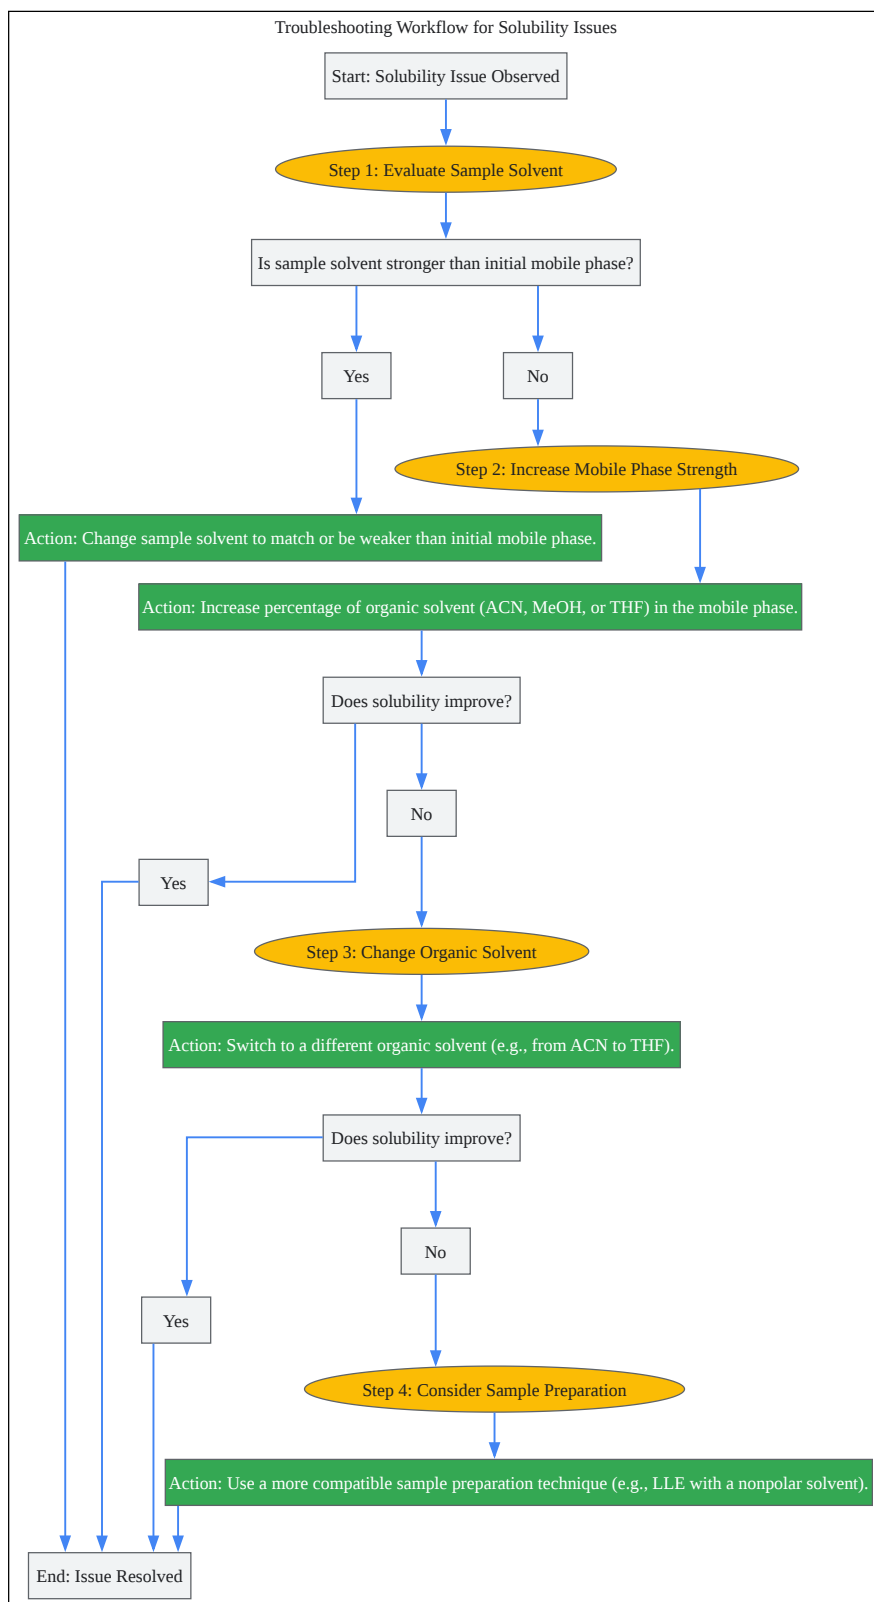 Troubleshooting Workflow for Solubility Issues
Start: Solubility Issue Observed
Step 1: Evaluate Sample Solvent
Is sample solvent stronger than initial mobile phase?
Yes
No
Step 2: Increase Mobile Phase Strength
Action: Change sample solvent to match or be weaker than initial mobile phase.
Action: Increase percentage of organic solvent (ACN, MeOH, or THF) in the mobile phase.
Does solubility improve?
No
Yes
Step 3: Change Organic Solvent
Action: Switch to a different organic solvent (e.g., from ACN to THF).
Does solubility improve?
No
Yes
Step 4: Consider Sample Preparation
Action: Use a more compatible sample preparation technique (e.g., LLE with a nonpolar solvent).
End: Issue Resolved